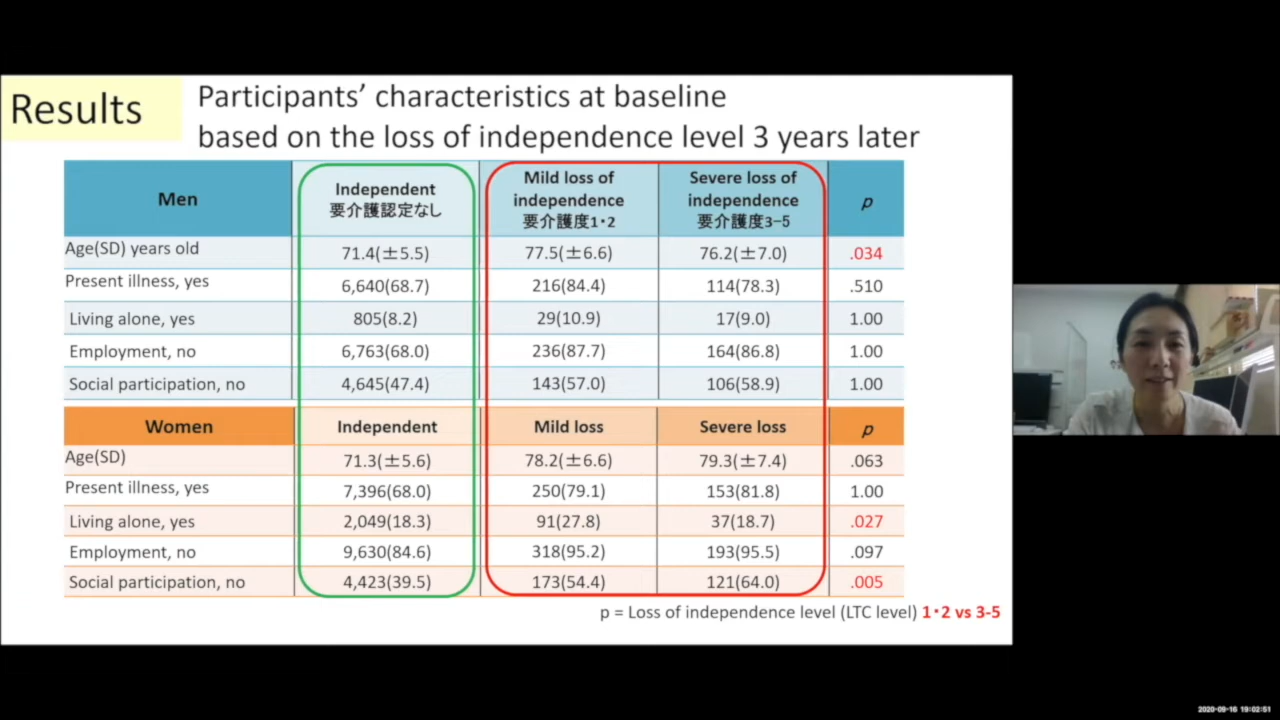 Results
Participants' characteristics at baseline
based on the loss of independence level 3 years later
Men
Independent
要介護認定なし
Mild loss of
independence
要介護度1・2
Severe loss of
independence
要介護度3-5
p
Age(SD) years old 71.4(±5.5) 77.5(±6.6) 76.2(±7.0) .034
Present illness, yes 6,640(68.7) 216(84.4) 114(78.3) .510
Living alone, yes 805(8.2) 29(10.9) 17(9.0) 1.00
Employment, no 6,763(68.0) 236(87.7) 164(86.8) 1.00
Social participation, no 4,645(47.4) 143(57.0) 106(58.9) 1.00
Women Independent Mild loss Severe loss p
Age(SD) 71.3(±5.6) 78.2(±6.6) 79.3(±7.4) .063
Present illness, yes 7,396(68.0) 250(79.1) 153(81.8) 1.00
Living alone, yes 2,049(18.3) 91(27.8) 37(18.7) .027
Employment, no 9,630(84.6) 318(95.2) 193(95.5) .097
Social participation, no 4,423(39.5) 173(54.4) 121(64.0) .005
p = Loss of independence level (LTC level) 1・2 vs 3-5
2020-09-16 19:02:51